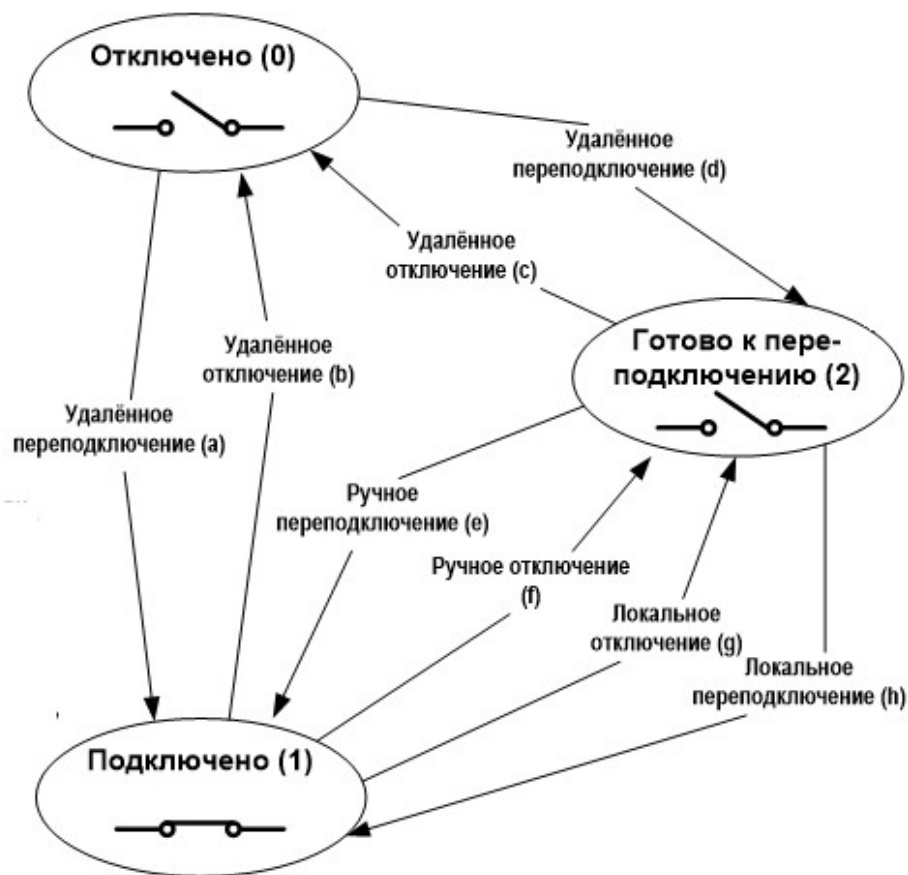 Отключено (0)
Удалённое
переподключение (d)
Удалённое
отключение (c)
Удалённое
отключение (b)
Готово к пере-
подключению (2)
Удалённое
переподключение (a)
Ручное
переподключение (e)
Ручное отключение
(f)
Локальное
отключение (g)
Локальное
переподключение (h)
Подключено (1)